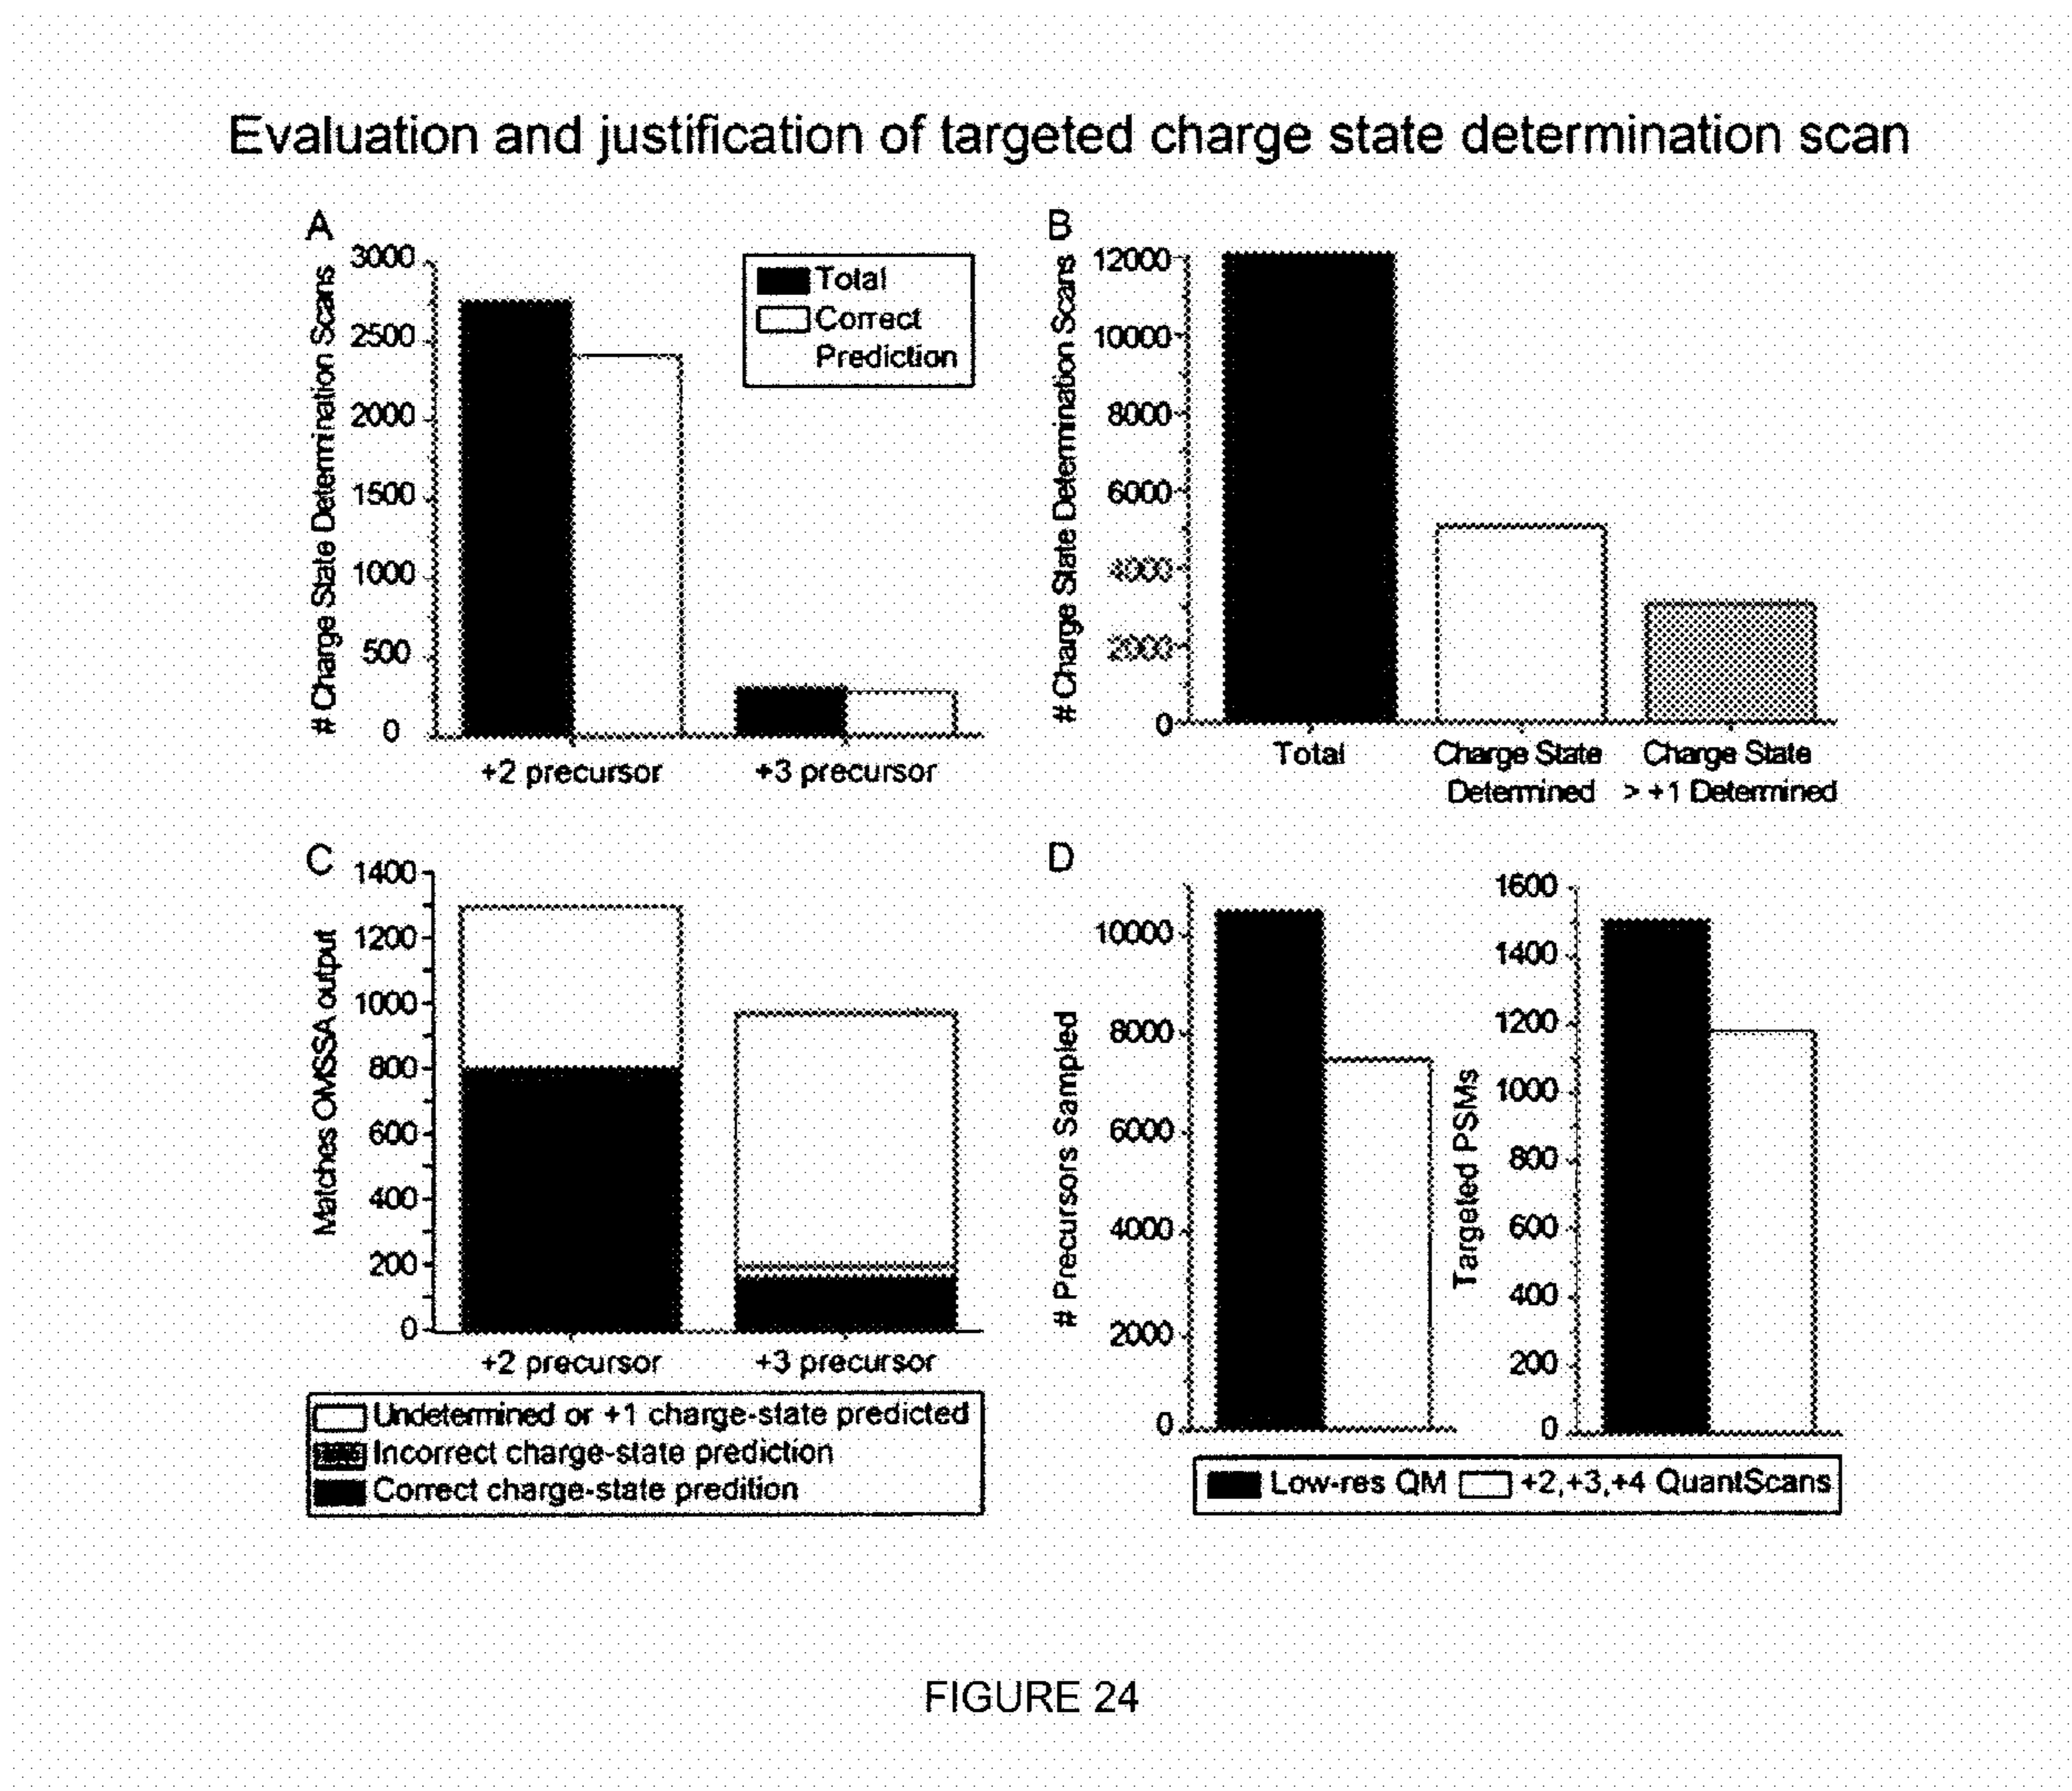 Evaluation and justification of targeted charge state determination scan
A
# Charge State Determination Scans
3000
2500
2000
1500
1000
500
0
Total
Correct
Prediction
+2 precursor
+3 precursor
B
# Charge State Determination Scans
12000
10000
8000
6000
4000
2000
0
Total
Charge State
Determined
Charge State
> +1 Determined
C
Matches OMSSA output
1400
1200
1000
800
600
400
200
0
+2 precursor
+3 precursor
Undetermined or +1 charge-state predicted
Incorrect charge-state prediction
Correct charge-state predition
D
# Precursors Sampled
10000
8000
6000
4000
2000
0
Targeted PSMs
1600
1400
1200
1000
800
600
400
200
0
Low-res QM
+2,+3,+4 QuantScans
FIGURE 24